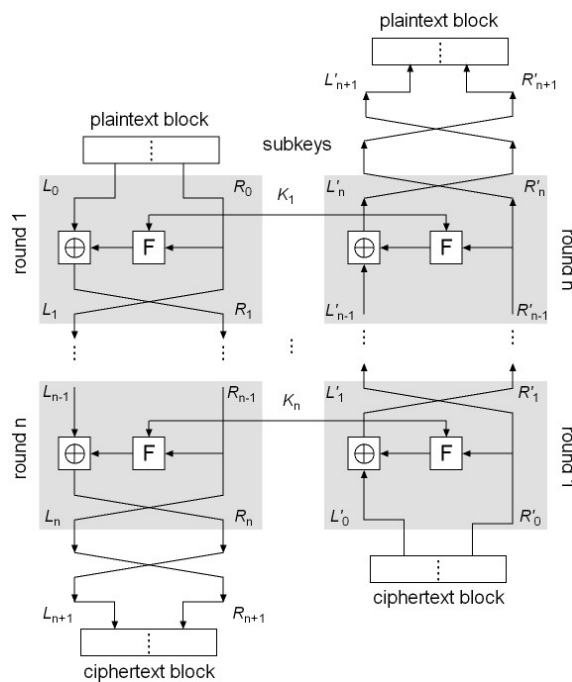 plaintext block
L'n+1
R'n+1
plaintext block
subkeys
L0
R0
L'n
R'n
K1
round 1
⊕
F
⊕
F
round n
L1
R1
L'n-1
R'n-1
Ln-1
Rn-1
L'1
R'1
Kn
round n
⊕
F
⊕
F
round 1
Ln
Rn
L'0
R'0
Ln+1
Rn+1
ciphertext block
ciphertext block